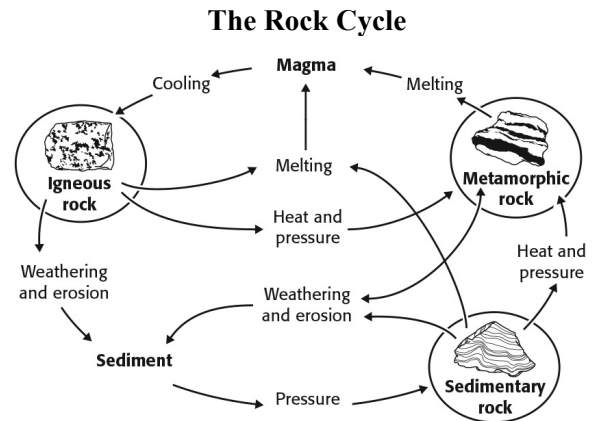 The Rock Cycle
Magma
Cooling
Melting
Igneous
rock
Melting
Metamorphic
rock
Heat and
pressure
Heat and
pressure
Weathering
and erosion
Weathering
and erosion
Sediment
Sedimentary
rock
Pressure